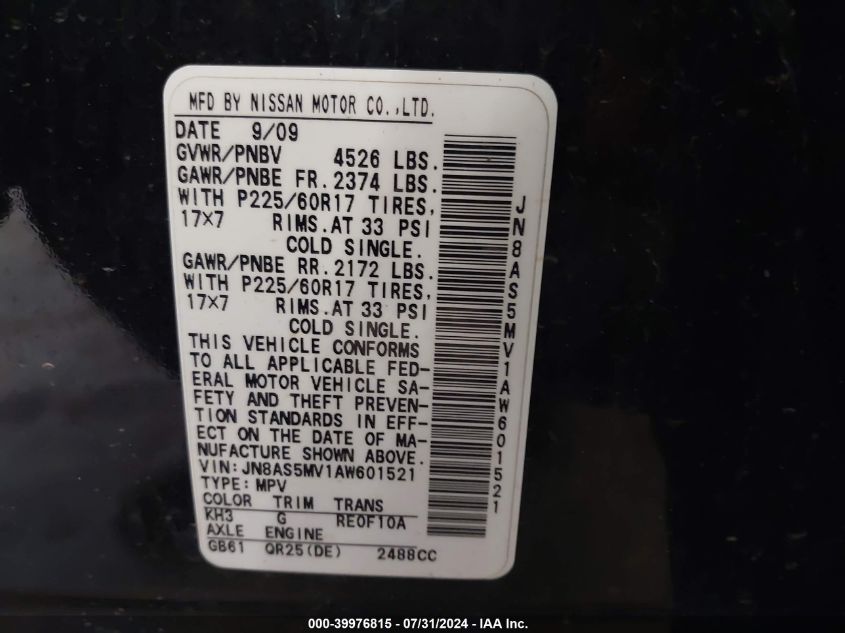 MFD BY NISSAN MOTOR CO.,LTD.
DATE 9/09
GVWR/PNBV 4526 LBS.
GAWR/PNBE FR. 2374 LBS.
WITH P225/60R17 TIRES,
17×7 RIMS.AT 33 PSI
COLD SINGLE.
GAWR/PNBE RR. 2172 LBS.
WITH P225/60R17 TIRES,
17×7 RIMS.AT 33 PSI
COLD SINGLE.
THIS VEHICLE CONFORMS
TO ALL APPLICABLE FED-
ERAL MOTOR VEHICLE SA-
FETY AND THEFT PREVEN-
TION STANDARDS IN EFF-
ECT ON THE DATE OF MA-
NUFACTURE SHOWN ABOVE.
VIN:JN8AS5MV1AW601521
TYPE:MPV
COLOR TRIM TRANS
KH3 G RE0F10A
AXLE ENGINE
GB61 QR25(DE) 2488CC
JN8AS5MV1AW601521
000-39976815 - 07/31/2024 - IAA Inc.